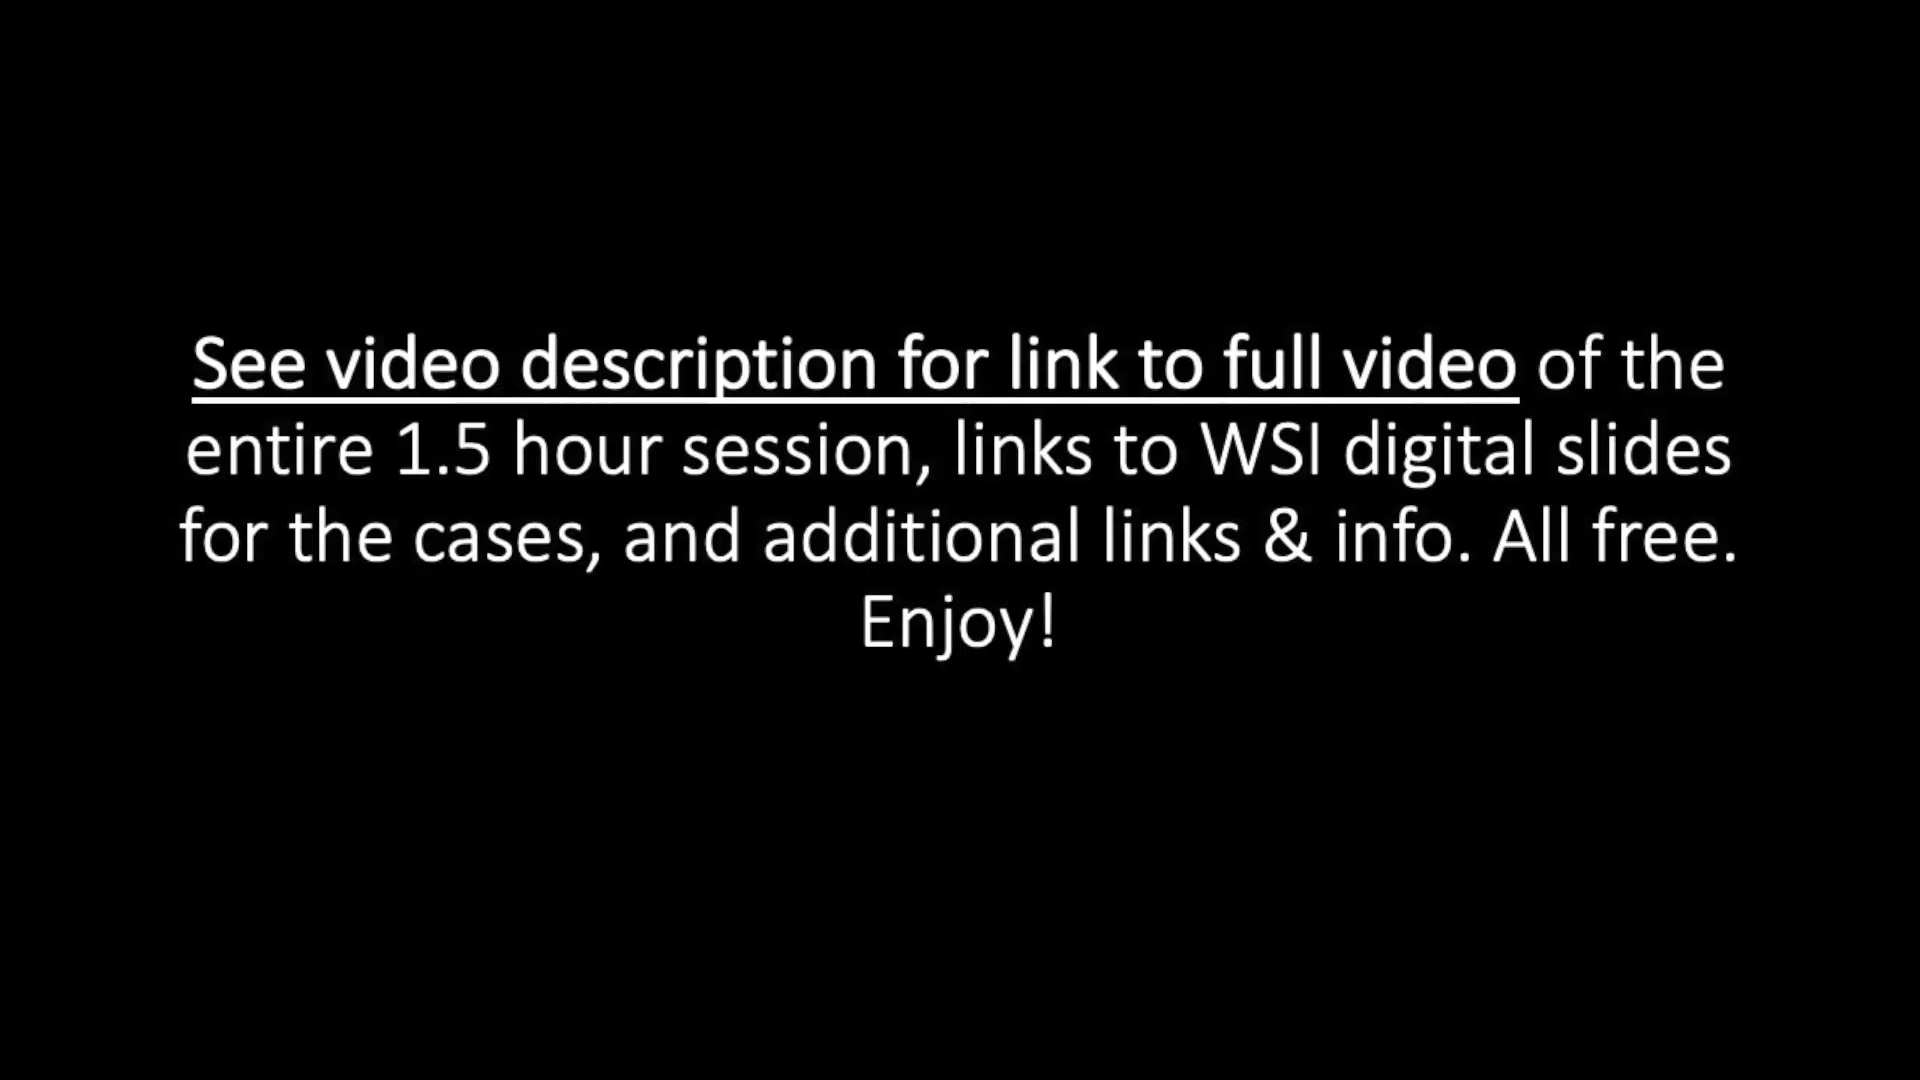 See video description for link to full video of the
entire 1.5 hour session, links to WSI digital slides
for the cases, and additional links & info. All free.
Enjoy!